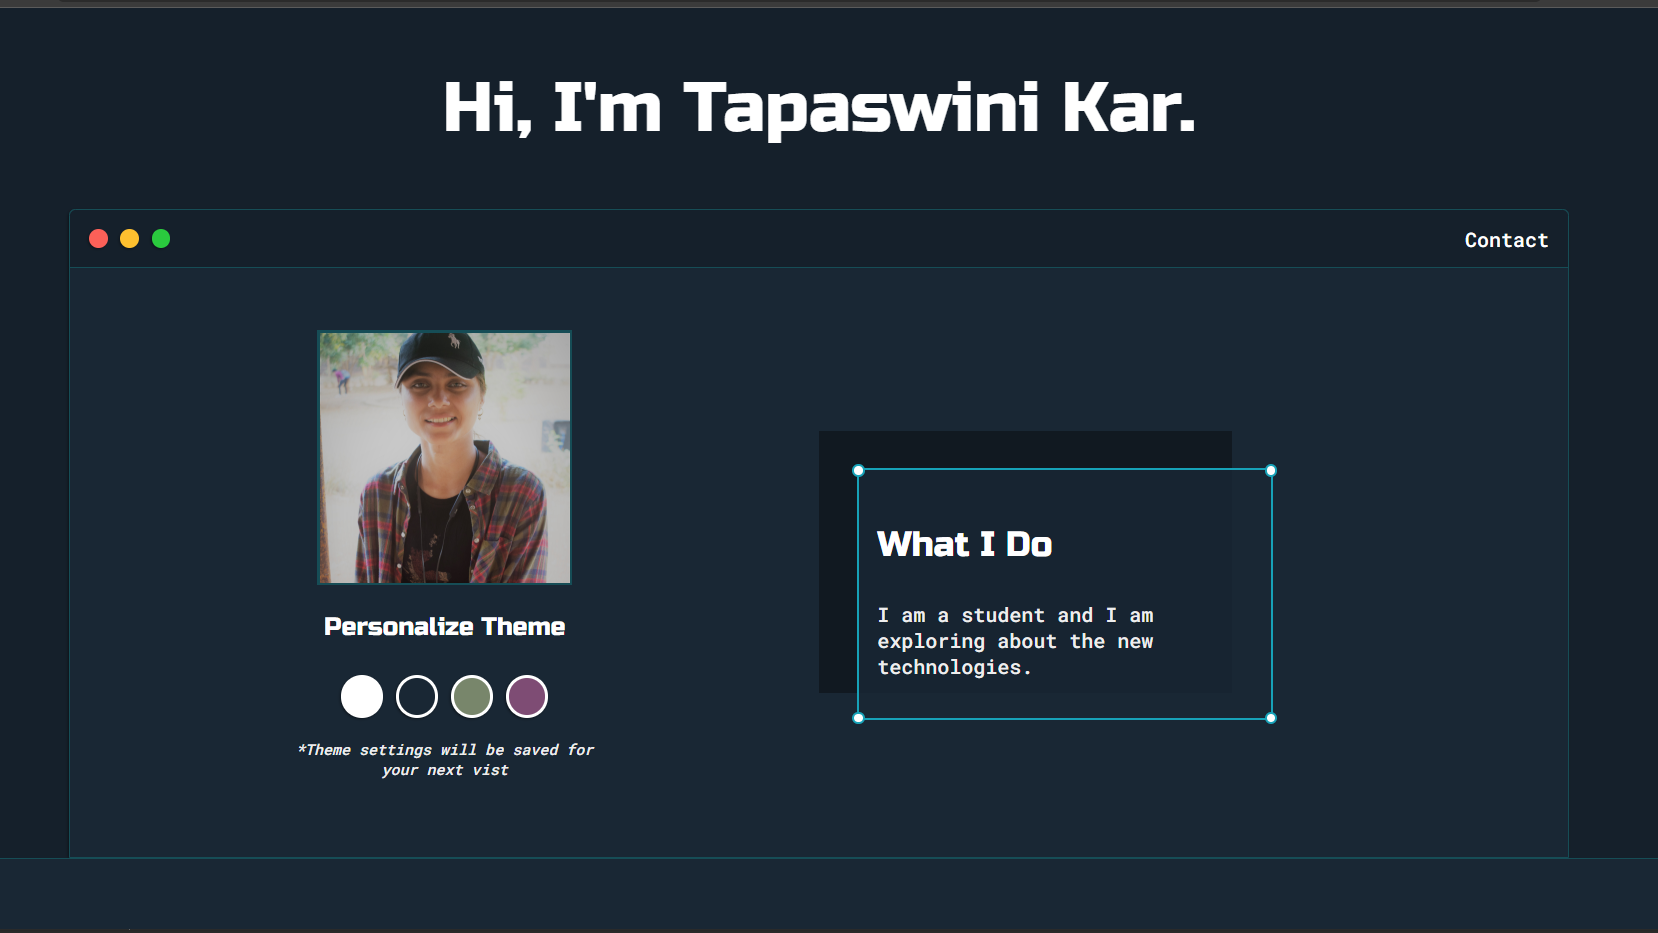 Hi, I'm Tapaswini Kar.
Contact
Personalize Theme
*Theme settings will be saved for
your next vist
What I Do
I am a student and I am
exploring about the new
technologies.